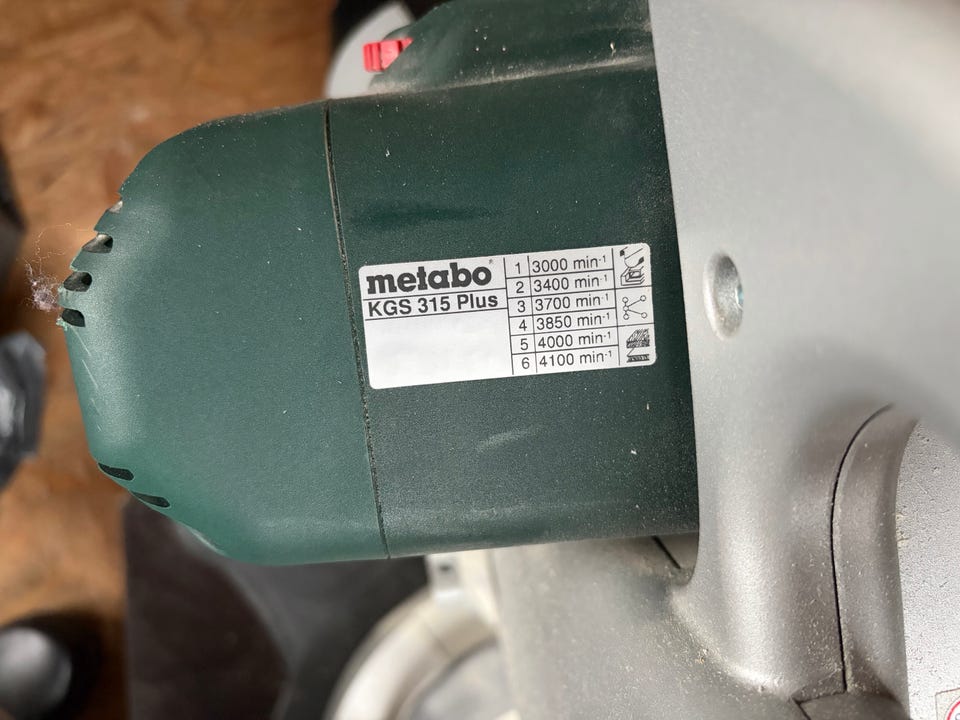 metabo®
KGS 315 Plus
1 3000 min⁻¹
2 3400 min⁻¹
3 3700 min⁻¹
4 3850 min⁻¹
5 4000 min⁻¹
6 4100 min⁻¹